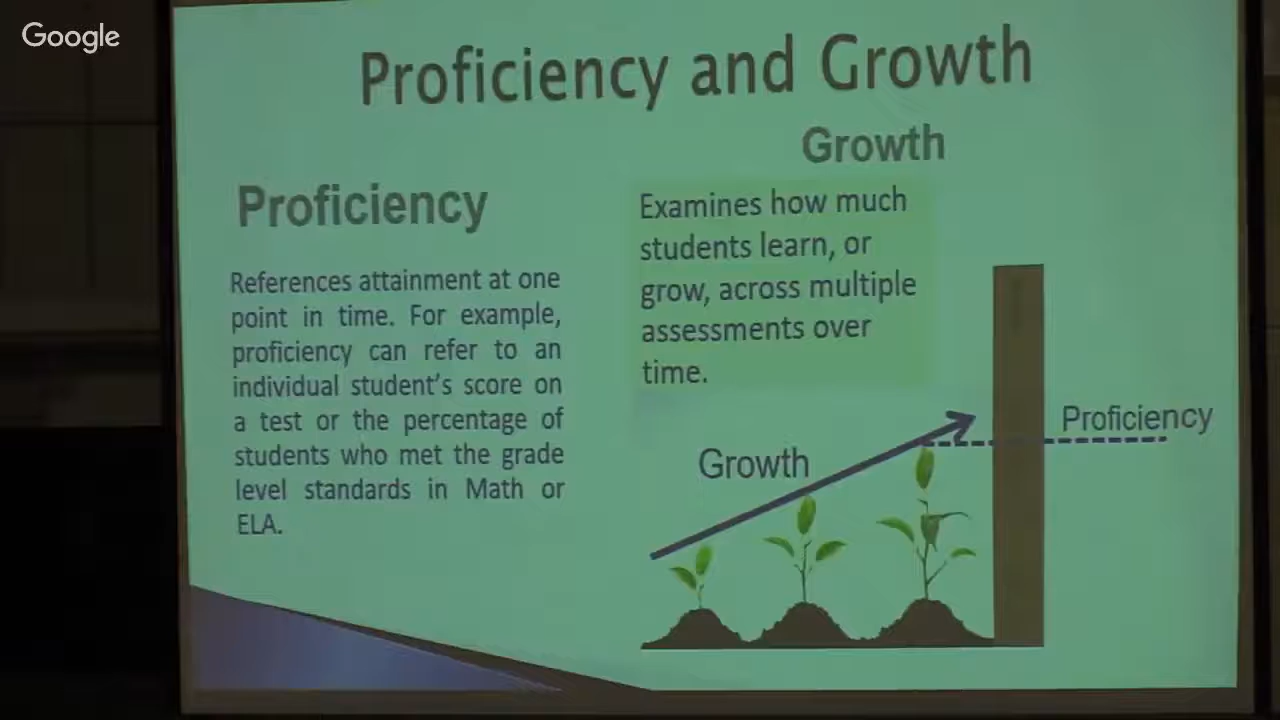 Google
Proficiency and Growth
Proficiency
References attainment at one
point in time. For example,
proficiency can refer to an
individual student's score on
a test or the percentage of
students who met the grade
level standards in Math or
ELA.
Growth
Examines how much
students learn, or
grow, across multiple
assessments over
time.
Growth
Proficiency